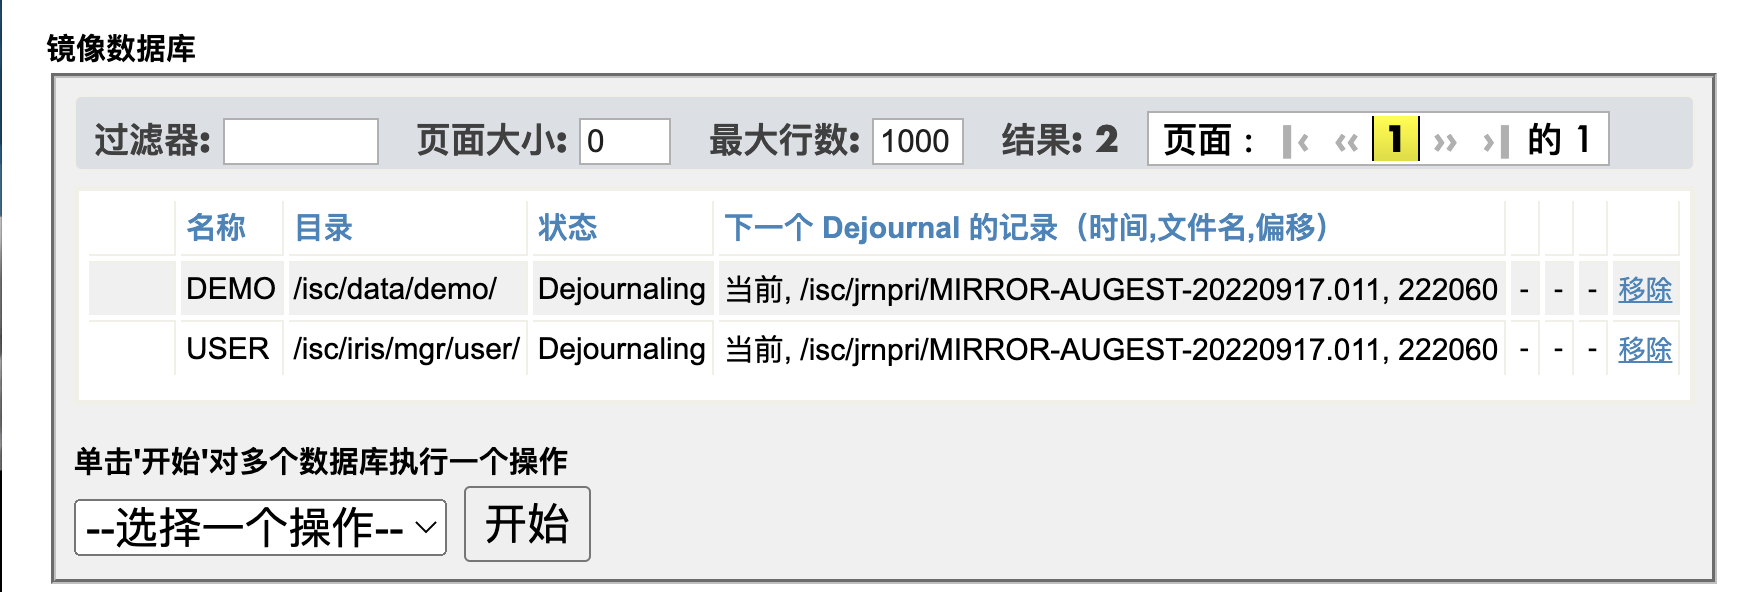 镜像数据库
过滤器: 页面大小: 0 最大行数: 1000 结果: 2 页面： |‹ ‹‹ 1 ›› ›| 的 1
名称 目录 状态 下一个 Dejournal 的记录（时间,文件名,偏移）
DEMO /isc/data/demo/ Dejournaling 当前, /isc/jrnpri/MIRROR-AUGEST-20220917.011, 222060 - - - 移除
USER /isc/iris/mgr/user/ Dejournaling 当前, /isc/jrnpri/MIRROR-AUGEST-20220917.011, 222060 - - - 移除
单击'开始'对多个数据库执行一个操作
--选择一个操作-- 开始